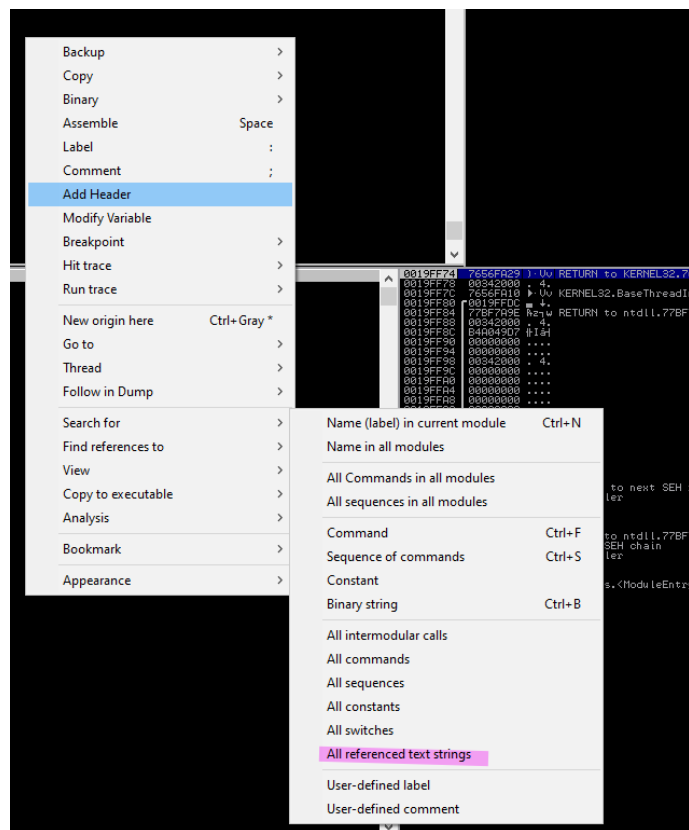 Backup >
Copy >
Binary >
Assemble Space
Label :
Comment ;
Add Header
Modify Variable
Breakpoint >
Hit trace >
Run trace >
New origin here Ctrl+Gray *
Go to >
Thread >
Follow in Dump >
Search for >
Find references to >
View >
Copy to executable >
Analysis >
Bookmark >
Appearance >
Name (label) in current module Ctrl+N
Name in all modules
All Commands in all modules
All sequences in all modules
Command Ctrl+F
Sequence of commands Ctrl+S
Constant
Binary string Ctrl+B
All intermodular calls
All commands
All sequences
All constants
All switches
All referenced text strings
User-defined label
User-defined comment
0019FF74 7656FA29 RETURN to KERNEL32.7
0019FF78 00342000 . 4.
0019FF7C 7656FA10 KERNEL32.BaseThreadI
0019FF80 0019FFDC
0019FF84 77BF7A9E RETURN to ntdll.77BF
0019FF88 00342000 . 4.
0019FF8C B4A049D7
0019FF90 00000000 ....
0019FF94 00000000 ....
0019FF98 00342000 . 4.
0019FF9C 00000000 ....
0019FFA0 00000000 ....
0019FFA4 00000000 ....
0019FFA8 00000000 ....
to next SEH
ler
to ntdll.77BF
SEH chain
ler
s.<ModuleEntry